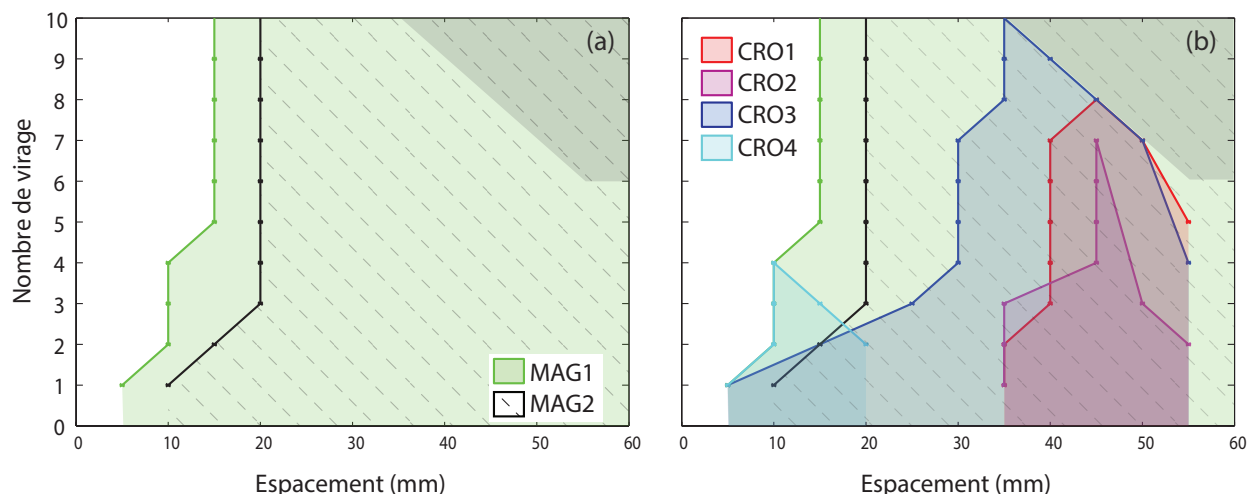 10
9
8
7
6
5
4
3
2
1
0
Nombre de virage
(a)
MAG1
MAG2
0 10 20 30 40 50 60
Espacement (mm)
(b)
CRO1
CRO2
CRO3
CRO4
0 10 20 30 40 50 60
Espacement (mm)